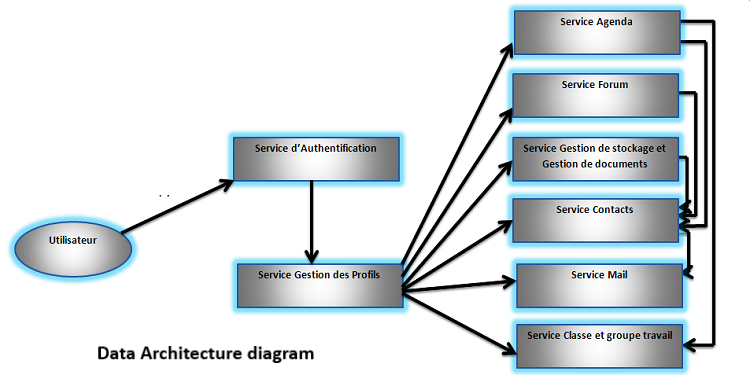 Service Agenda
Service Forum
Service d'Authentification
Service Gestion de stockage et
Gestion de documents
Service Contacts
Utilisateur
Service Gestion des Profils
Service Mail
Service Classe et groupe travail
Data Architecture diagram